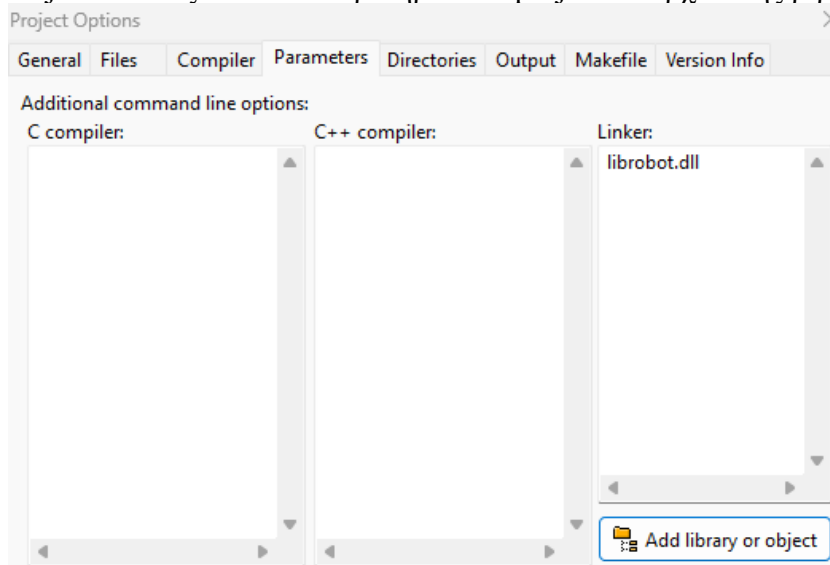 Project Options
General Files Compiler Parameters Directories Output Makefile Version Info
Additional command line options:
C compiler: C++ compiler: Linker:
librobot.dll
Add library or object